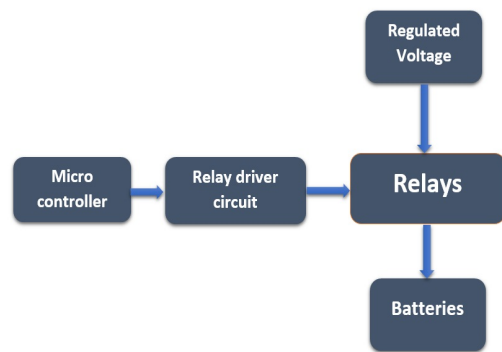 Regulated
Voltage
Micro
controller
Relay driver
circuit
Relays
Batteries